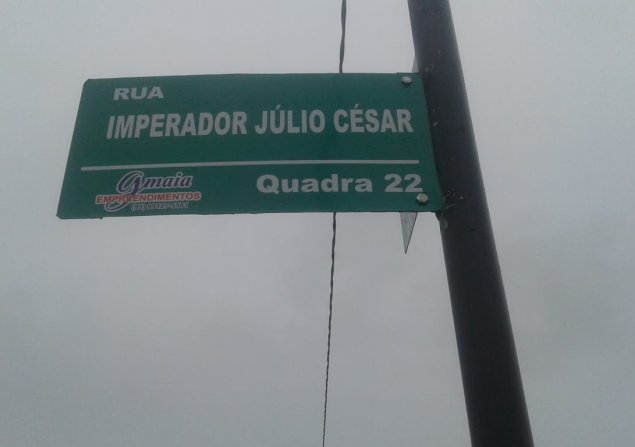 RUA
IMPERADOR JÚLIO CÉSAR
Quadra 22
Gmaia
EMPREENDIMENTOS